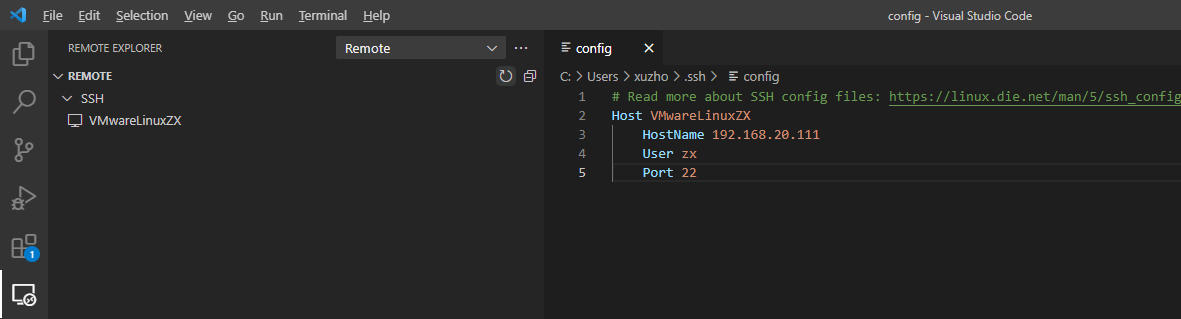 File Edit Selection View Go Run Terminal Help config - Visual Studio Code
REMOTE EXPLORER Remote
REMOTE
SSH
VMwareLinuxZX
1
config
C: > Users > xuzho > .ssh > config
1 # Read more about SSH config files: https://linux.die.net/man/5/ssh_config
2 Host VMwareLinuxZX
3 HostName 192.168.20.111
4 User zx
5 Port 22